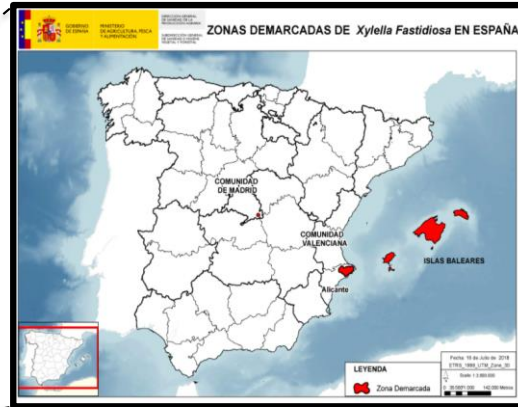 GOBIERNO
DE ESPAÑA
MINISTERIO
DE AGRICULTURA, PESCA
Y ALIMENTACIÓN
ZONAS DEMARCADAS DE Xylella Fastidiosa EN ESPAÑA
COMUNIDAD
DE MADRID
COMUNIDAD
VALENCIANA
ISLAS BALEARES
Alicante
LEYENDA
Zona Demarcada